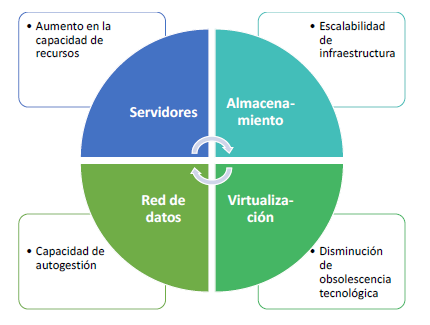 • Aumento en la
capacidad de
recursos
• Escalabilidad
de
infraestructura
Servidores
Almacena-
miento
Red de
datos
Virtualiza-
ción
• Capacidad de
autogestión
• Disminución
de
obsolescencia
tecnológica